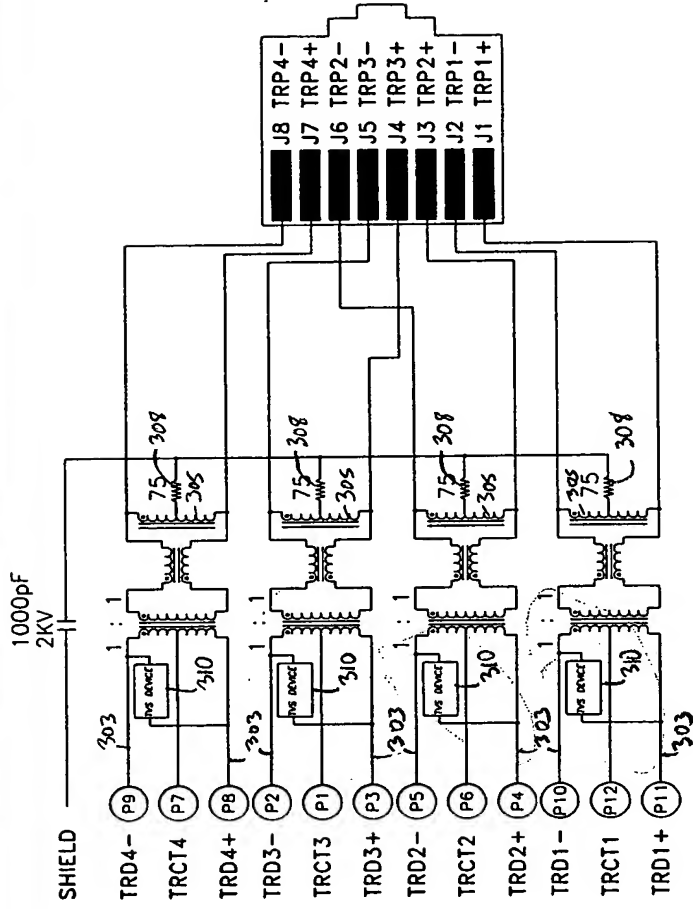 1000pF
2KV
SHIELD
303
TRD4- P9
TRCT4 P7
TRD4+ P8
1 : 1
TVS DEVICE
310
75
305
308
303
TRD3- P2
TRCT3 P1
TRD3+ P3
1 : 1
TVS DEVICE
310
75
305
308
303
TRD2- P5
TRCT2 P6
TRD2+ P4
1 : 1
TVS DEVICE
310
75
305
308
303
TRD1- P10
TRCT1 P12
TRD1+ P11
1 : 1
TVS DEVICE
310
305
75
308
303
J8 TRP4-
J7 TRP4+
J6 TRP2-
J5 TRP3-
J4 TRP3+
J3 TRP2+
J2 TRP1-
J1 TRP1+